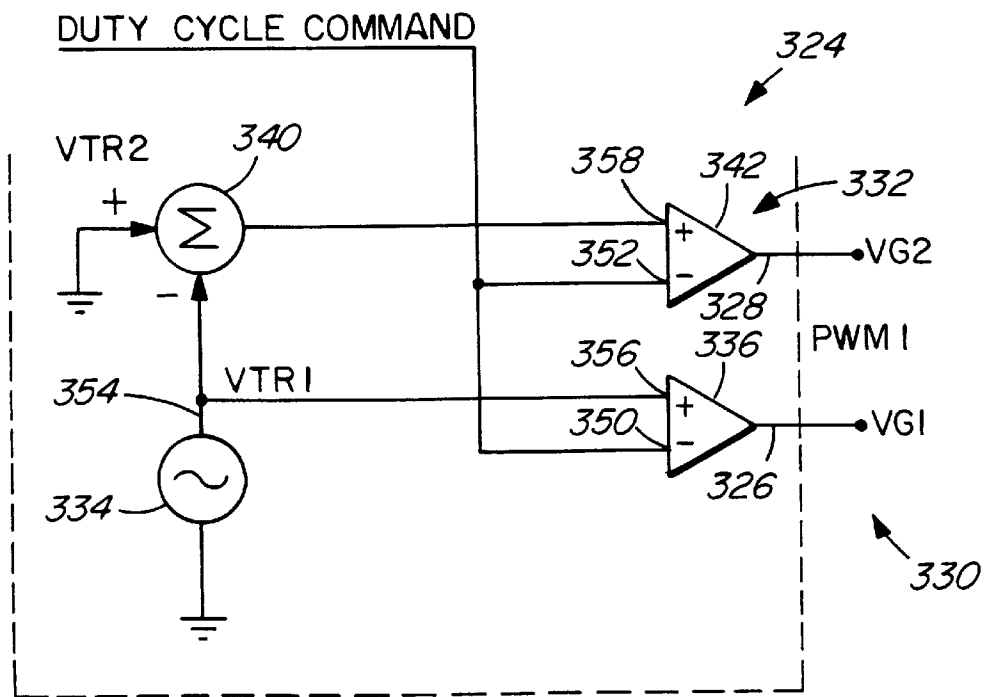 DUTY CYCLE COMMAND
324
VTR2
340
358
342
332
+
Σ
+
352
−
VG2
−
328
336
PWM1
VTR1
356
354
+
350
−
VG1
326
334
330